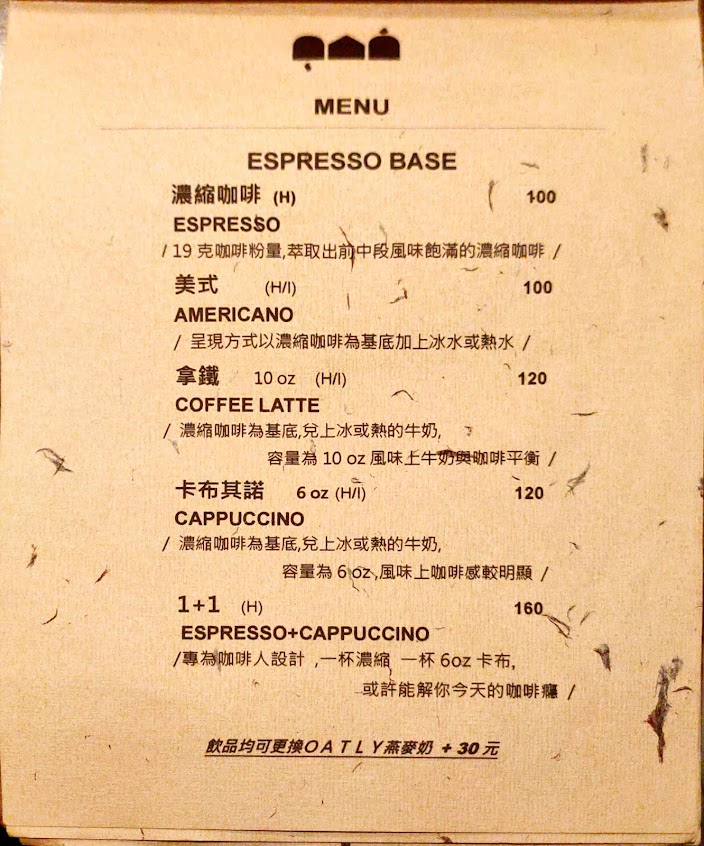 MENU
ESPRESSO BASE
濃縮咖啡 (H) 100
ESPRESSO
/ 19 克咖啡粉量,萃取出前中段風味飽滿的濃縮咖啡 /
美式 (H/I) 100
AMERICANO
/ 呈現方式以濃縮咖啡為基底加上冰水或熱水 /
拿鐵 10 oz (H/I) 120
COFFEE LATTE
/ 濃縮咖啡為基底,兌上冰或熱的牛奶,
容量為 10 oz 風味上牛奶與咖啡平衡 /
卡布其諾 6 oz (H/I) 120
CAPPUCCINO
/ 濃縮咖啡為基底,兌上冰或熱的牛奶,
容量為 6 oz ,風味上咖啡感較明顯 /
1+1 (H) 160
ESPRESSO+CAPPUCCINO
/專為咖啡人設計 ,一杯濃縮 一杯 6oz 卡布,
或許能解你今天的咖啡癮 /
飲品均可更換OATLY燕麥奶 + 30 元